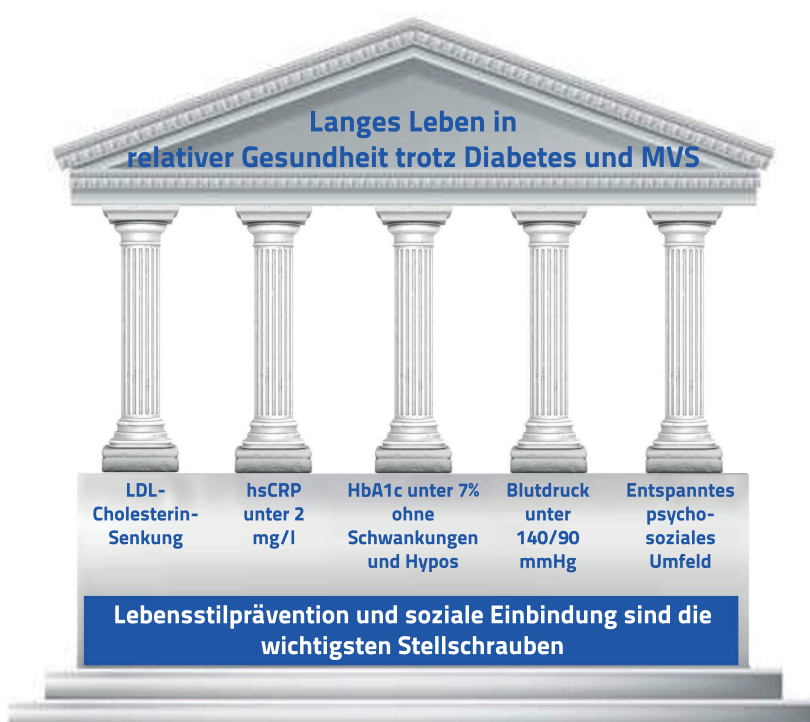 Langes Leben in
relativer Gesundheit trotz Diabetes und MVS
LDL-
Cholesterin-
Senkung
hsCRP
unter 2
mg/l
HbA1c unter 7%
ohne
Schwankungen
und Hypos
Blutdruck
unter
140/90
mmHg
Entspanntes
psycho-
soziales
Umfeld
Lebensstilprävention und soziale Einbindung sind die
wichtigsten Stellschrauben